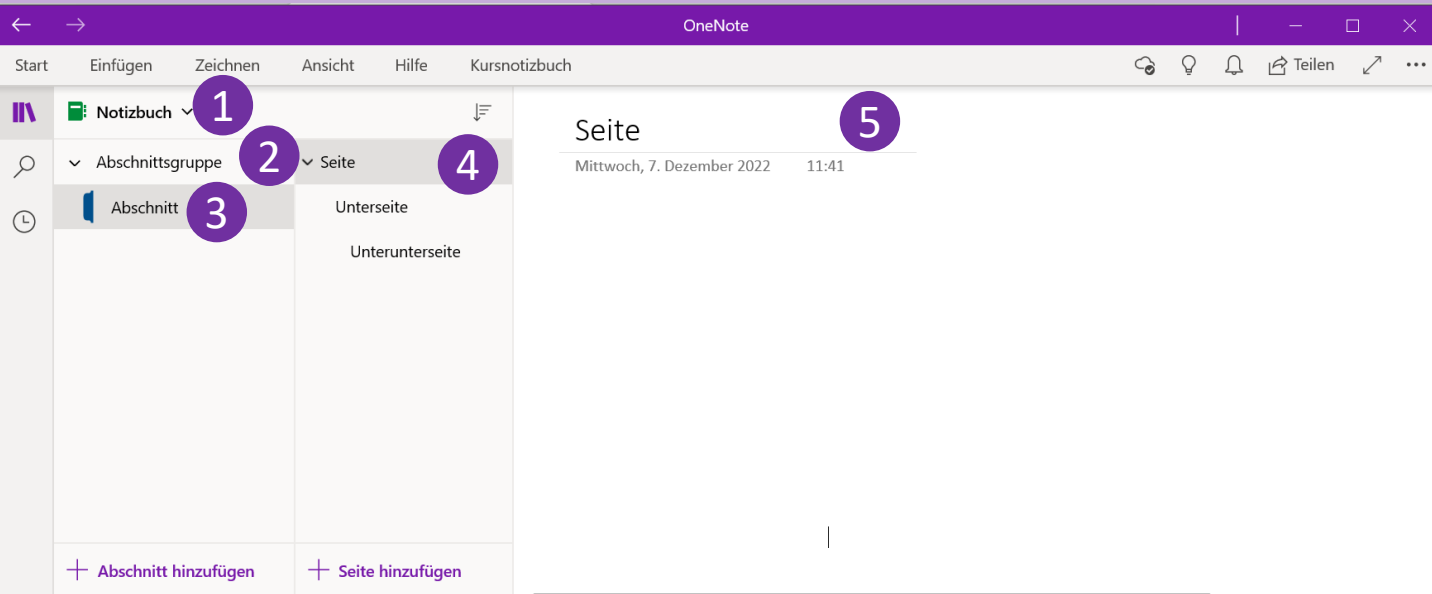 OneNote
Start Einfügen Zeichnen Ansicht Hilfe Kursnotizbuch Teilen
Notizbuch 1
Abschnittsgruppe 2
Abschnitt 3
Abschnitt hinzufügen
Seite 4
Unterseite
Unterunterseite
Seite hinzufügen
Seite 5
Mittwoch, 7. Dezember 2022 11:41